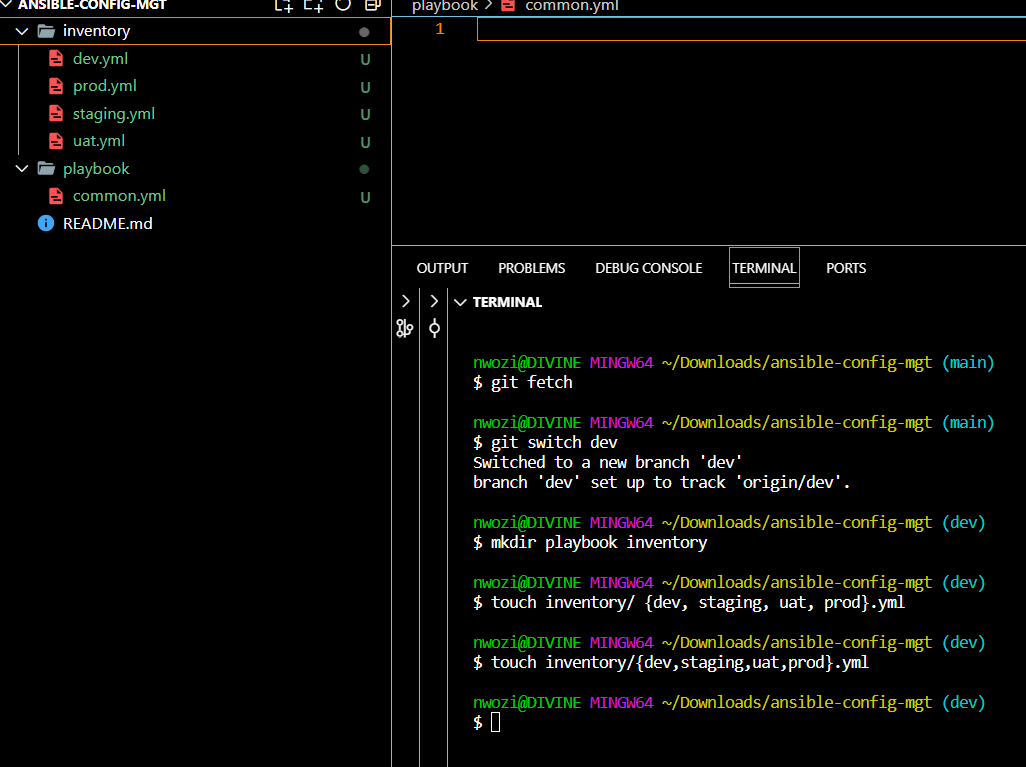 ANSIBLE-CONFIG-MGT
inventory
dev.yml U
prod.yml U
staging.yml U
uat.yml U
playbook
common.yml U
README.md
playbook > common.yml
1
OUTPUT PROBLEMS DEBUG CONSOLE TERMINAL PORTS
TERMINAL
nwozi@DIVINE MINGW64 ~/Downloads/ansible-config-mgt (main)
$ git fetch
nwozi@DIVINE MINGW64 ~/Downloads/ansible-config-mgt (main)
$ git switch dev
Switched to a new branch 'dev'
branch 'dev' set up to track 'origin/dev'.
nwozi@DIVINE MINGW64 ~/Downloads/ansible-config-mgt (dev)
$ mkdir playbook inventory
nwozi@DIVINE MINGW64 ~/Downloads/ansible-config-mgt (dev)
$ touch inventory/ {dev, staging, uat, prod}.yml
nwozi@DIVINE MINGW64 ~/Downloads/ansible-config-mgt (dev)
$ touch inventory/{dev,staging,uat,prod}.yml
nwozi@DIVINE MINGW64 ~/Downloads/ansible-config-mgt (dev)
$